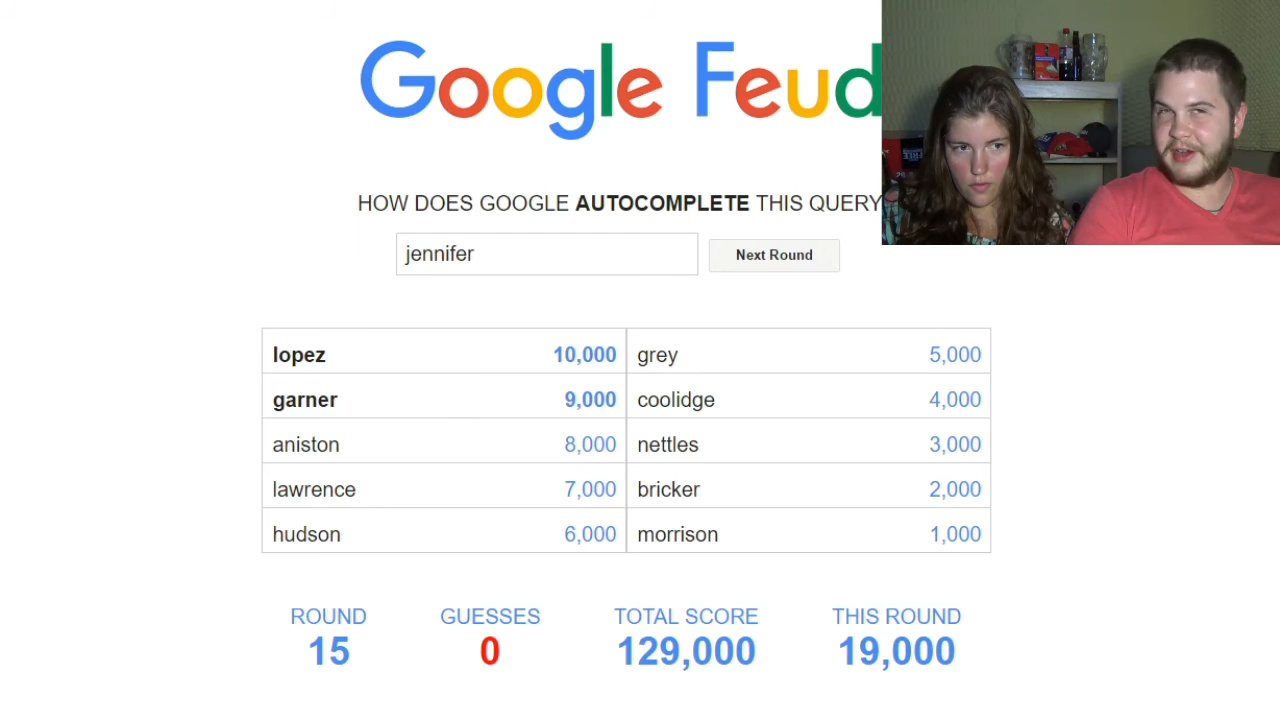 Google Feud
HOW DOES GOOGLE AUTOCOMPLETE THIS QUERY
jennifer
Next Round
lopez 10,000 grey 5,000
garner 9,000 coolidge 4,000
aniston 8,000 nettles 3,000
lawrence 7,000 bricker 2,000
hudson 6,000 morrison 1,000
ROUND GUESSES TOTAL SCORE THIS ROUND
15 0 129,000 19,000